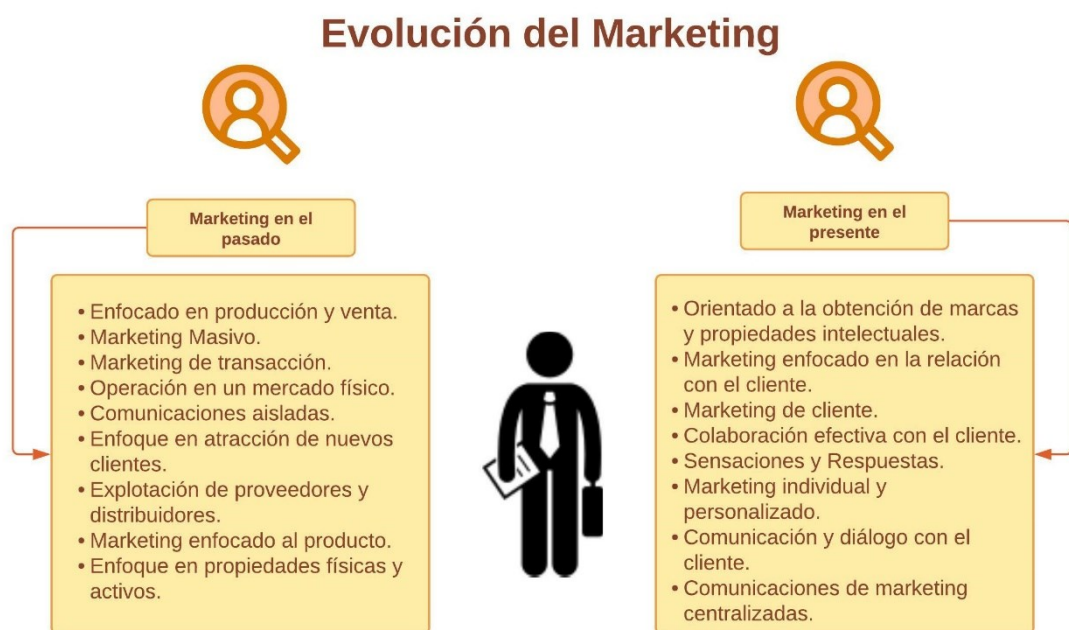 Evolución del Marketing
Marketing en el
pasado
• Enfocado en producción y venta.
• Marketing Masivo.
• Marketing de transacción.
• Operación en un mercado físico.
• Comunicaciones aisladas.
• Enfoque en atracción de nuevos
clientes.
• Explotación de proveedores y
distribuidores.
• Marketing enfocado al producto.
• Enfoque en propiedades físicas y
activos.
Marketing en el
presente
• Orientado a la obtención de marcas
y propiedades intelectuales.
• Marketing enfocado en la relación
con el cliente.
• Marketing de cliente.
• Colaboración efectiva con el cliente.
• Sensaciones y Respuestas.
• Marketing individual y
personalizado.
• Comunicación y diálogo con el
cliente.
• Comunicaciones de marketing
centralizadas.